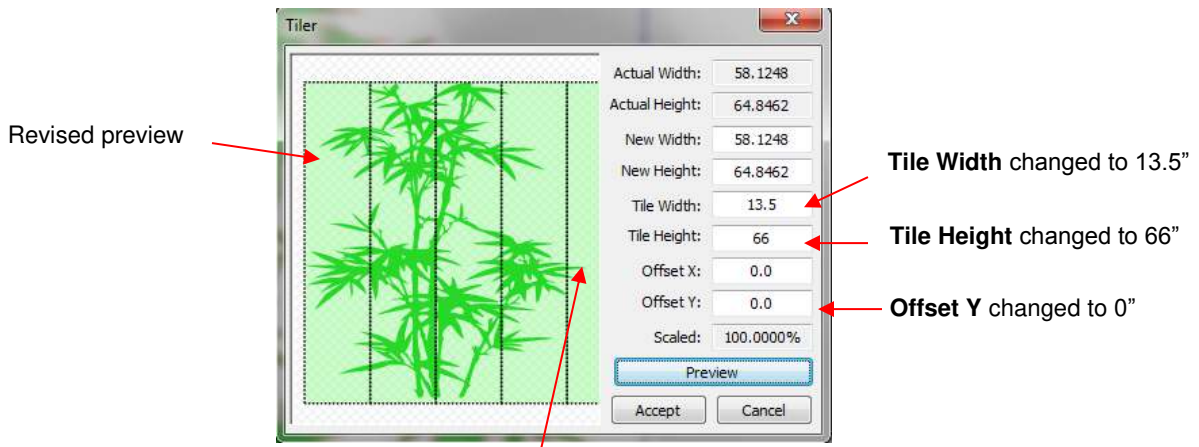 Tiler
Actual Width: 58.1248
Actual Height: 64.8462
New Width: 58.1248
New Height: 64.8462
Tile Width: 13.5
Tile Height: 66
Offset X: 0.0
Offset Y: 0.0
Scaled: 100.0000%
Preview
Accept Cancel
Revised preview
Tile Width changed to 13.5”
Tile Height changed to 66”
Offset Y changed to 0”